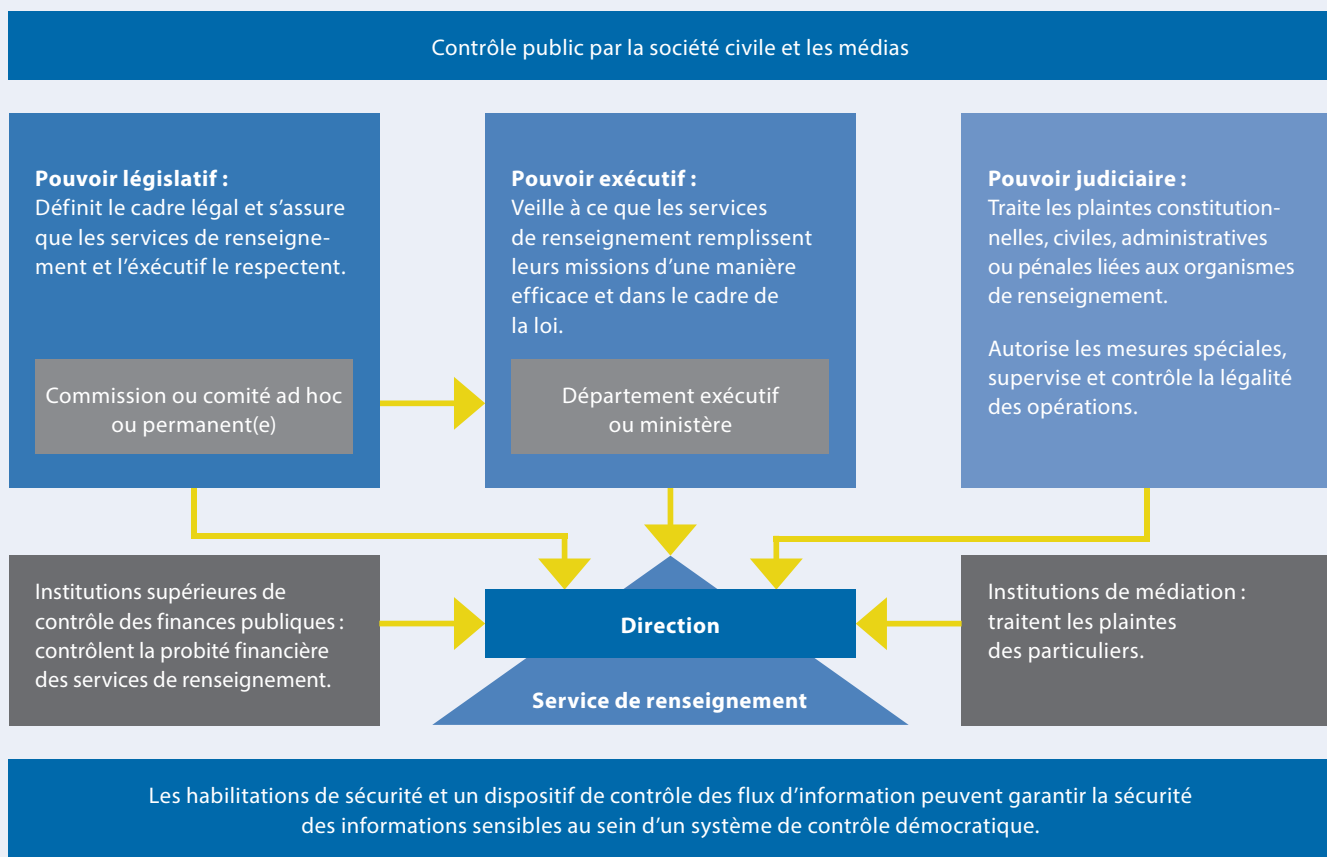 Contrôle public par la société civile et les médias
Pouvoir législatif :
Définit le cadre légal et s'assure
que les services de renseigne-
ment et l'éxécutif le respectent.
Commission ou comité ad hoc
ou permanent(e)
Pouvoir exécutif :
Veille à ce que les services
de renseignement remplissent
leurs missions d'une manière
efficace et dans le cadre de
la loi.
Département exécutif
ou ministère
Pouvoir judiciaire :
Traite les plaintes constitution-
nelles, civiles, administratives
ou pénales liées aux organismes
de renseignement.
Autorise les mesures spéciales,
supervise et contrôle la légalité
des opérations.
Institutions supérieures de
contrôle des finances publiques :
contrôlent la probité financière
des services de renseignement.
Direction
Service de renseignement
Institutions de médiation :
traitent les plaintes
des particuliers.
Les habilitations de sécurité et un dispositif de contrôle des flux d'information peuvent garantir la sécurité
des informations sensibles au sein d'un système de contrôle démocratique.